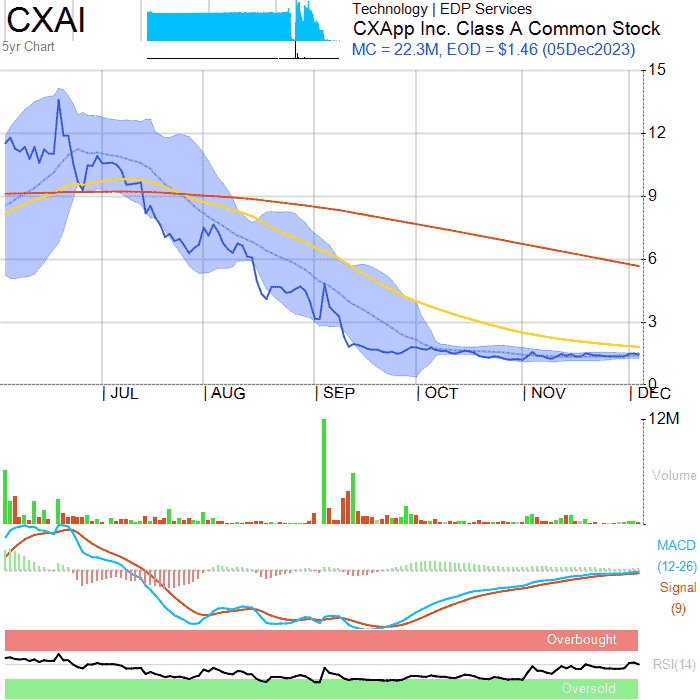 CXAI
5yr Chart
Technology | EDP Services
CXApp Inc. Class A Common Stock
MC = 22.3M, EOD = $1.46 (05Dec2023)
15
12
9
6
3
0
JUL
AUG
SEP
OCT
NOV
DEC
12M
Volume
MACD
(12-26)
Signal
(9)
Overbought
RSI(14)
Oversold